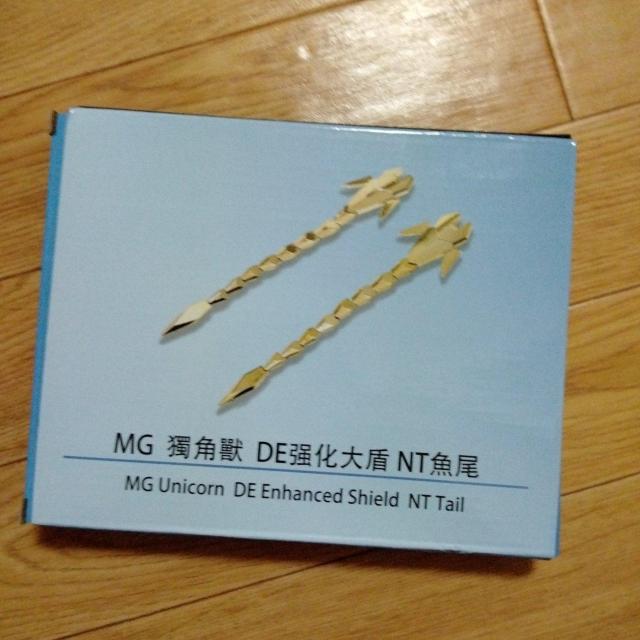 MG 獨角獸 DE强化大盾 NT魚尾
MG Unicorn DE Enhanced Shield NT Tail